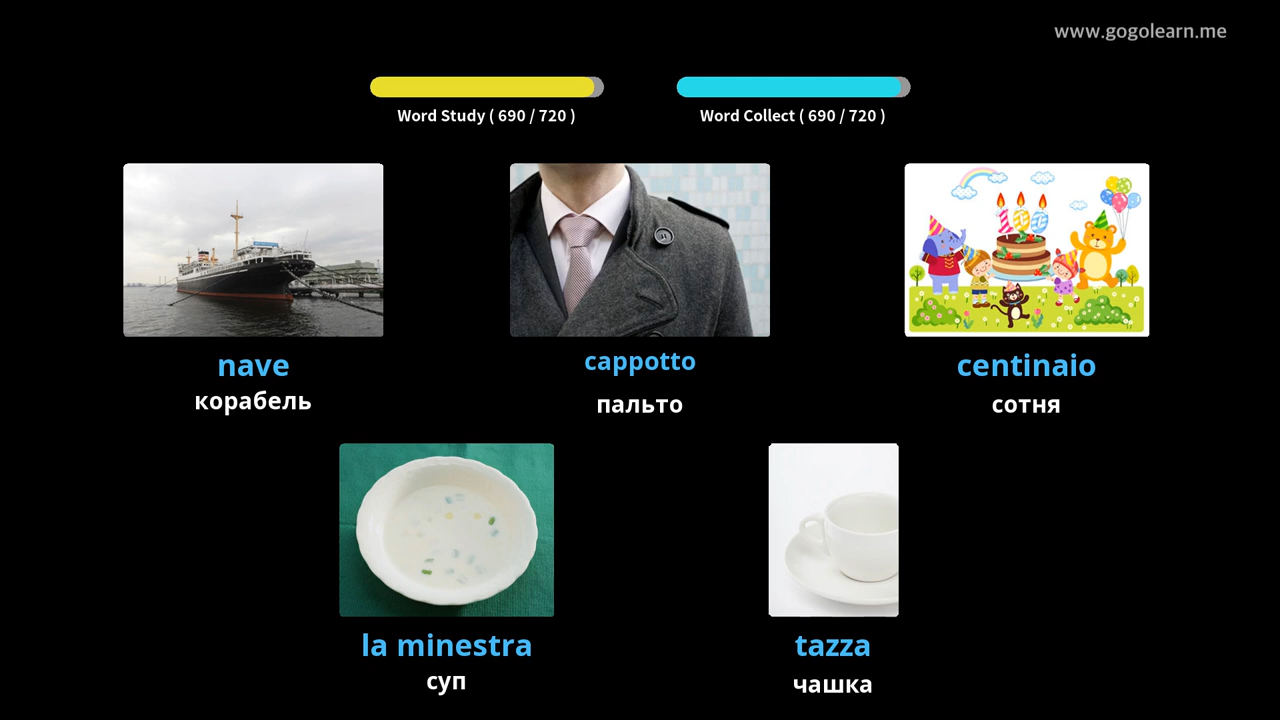 www.gogolearn.me
Word Study ( 690 / 720 )
Word Collect ( 690 / 720 )
nave
корабель
cappotto
пальто
centinaio
сотня
100
la minestra
суп
tazza
чашка